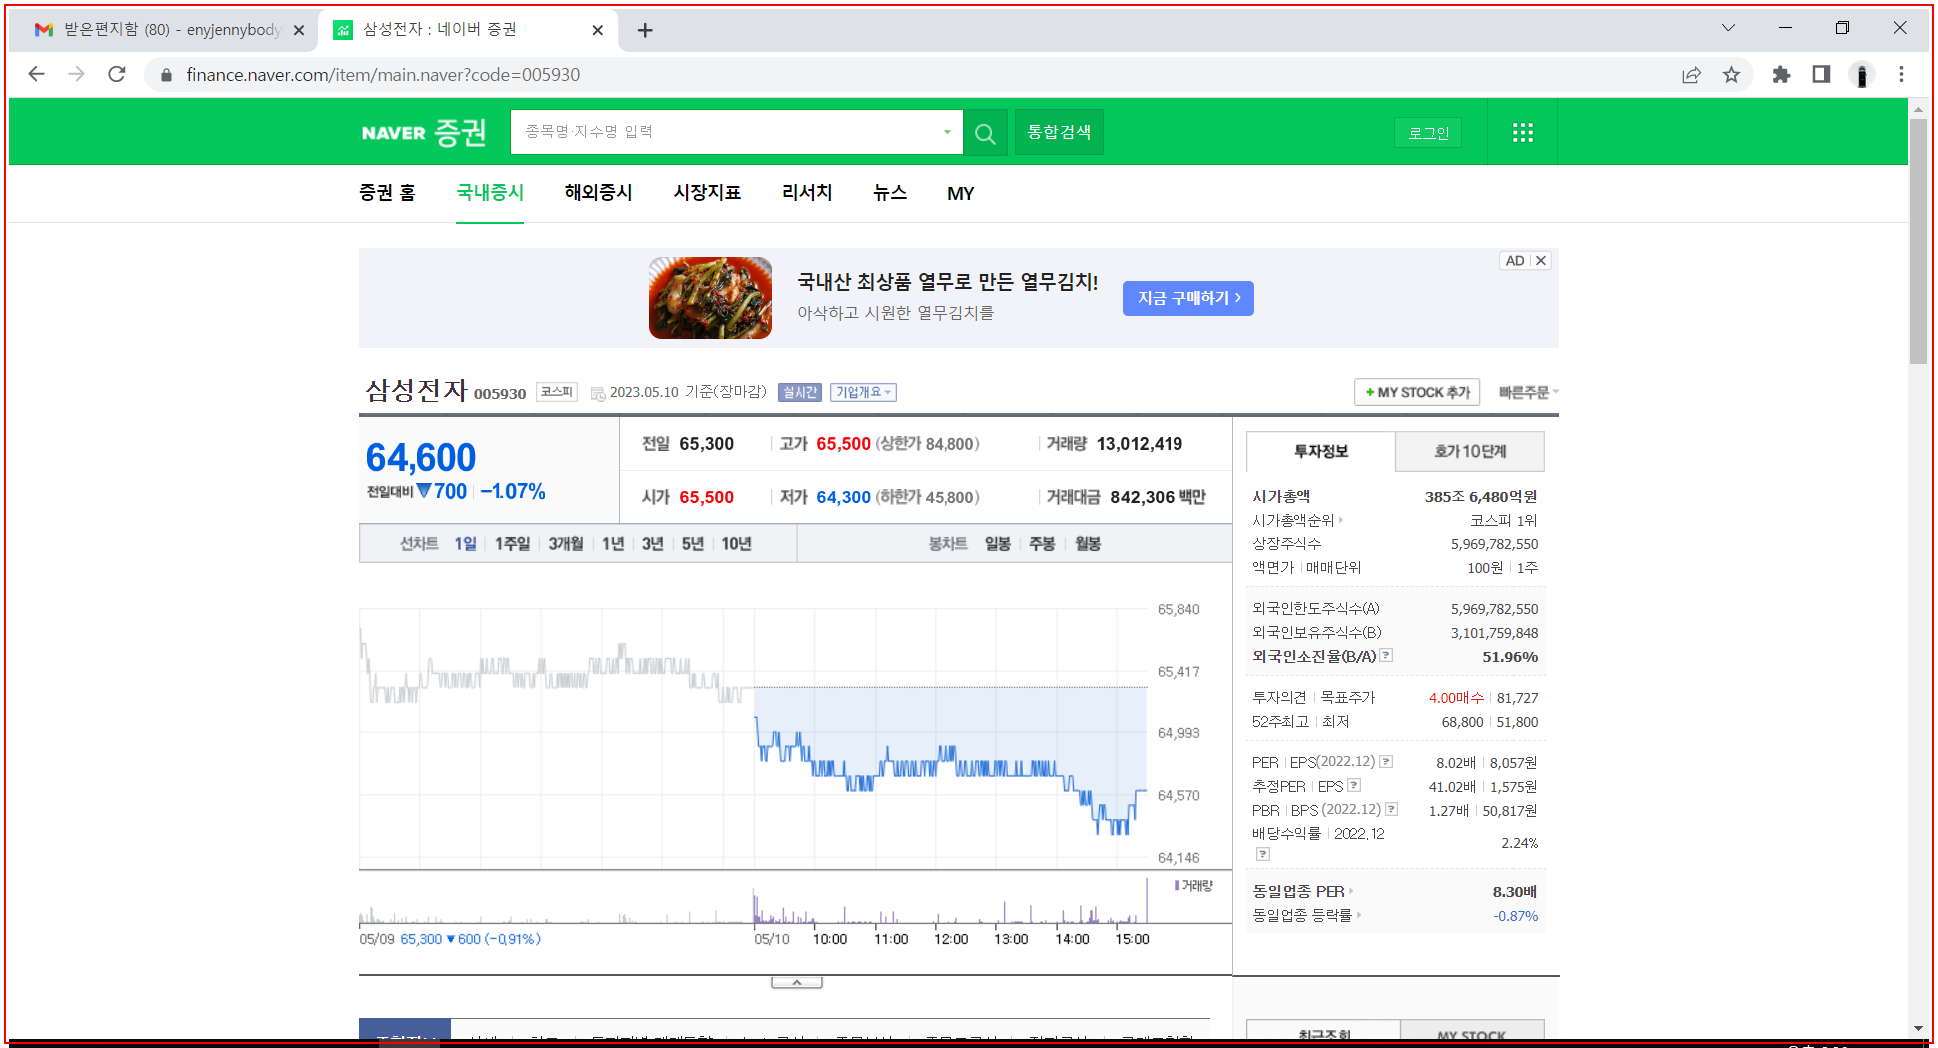 받은편지함 (80) - enyjennybody
삼성전자 : 네이버 증권
finance.naver.com/item/main.naver?code=005930
NAVER 증권
종목명·지수명 입력
통합검색
로그인
증권 홈 국내증시 해외증시 시장지표 리서치 뉴스 MY
국내산 최상품 열무로 만든 열무김치!
아삭하고 시원한 열무김치를
지금 구매하기
AD
삼성전자 005930 코스피 2023.05.10 기준(장마감) 실시간 기업개요
+ MY STOCK 추가 빠른주문
64,600
전일대비 ▼700 −1.07%
전일 65,300 고가 65,500 (상한가 84,800) 거래량 13,012,419
시가 65,500 저가 64,300 (하한가 45,800) 거래대금 842,306 백만
선차트 1일 1주일 3개월 1년 3년 5년 10년 봉차트 일봉 주봉 월봉
65,840
65,417
64,993
64,570
64,146
거래량
05/09 65,300 ▼600 (-0.91%) 05/10 10:00 11:00 12:00 13:00 14:00 15:00
투자정보 호가 10단계
시가총액 385조 6,480억원
시가총액순위 코스피 1위
상장주식수 5,969,782,550
액면가 매매단위 100원 1주
외국인한도주식수(A) 5,969,782,550
외국인보유주식수(B) 3,101,759,848
외국인소진율(B/A) ? 51.96%
투자의견 목표주가 4.00매수 81,727
52주최고 최저 68,800 51,800
PER EPS(2022.12) ? 8.02배 8,057원
추정PER EPS ? 41.02배 1,575원
PBR BPS (2022.12) ? 1.27배 50,817원
배당수익률 2022.12 ? 2.24%
동일업종 PER 8.30배
동일업종 등락률 -0.87%
최근조회 MY STOCK